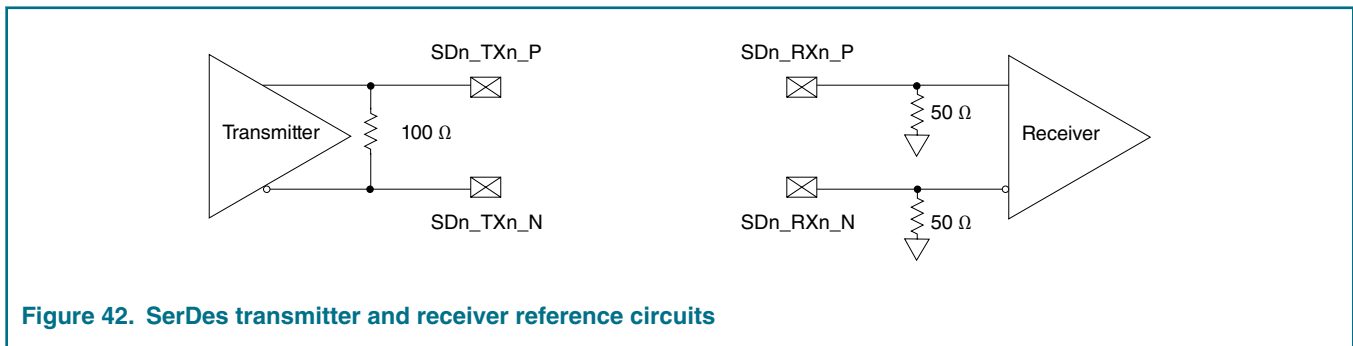 SDn_TXn_P
SDn_RXn_P
Transmitter
100 Ω
50 Ω
Receiver
SDn_TXn_N
SDn_RXn_N
50 Ω
Figure 42. SerDes transmitter and receiver reference circuits